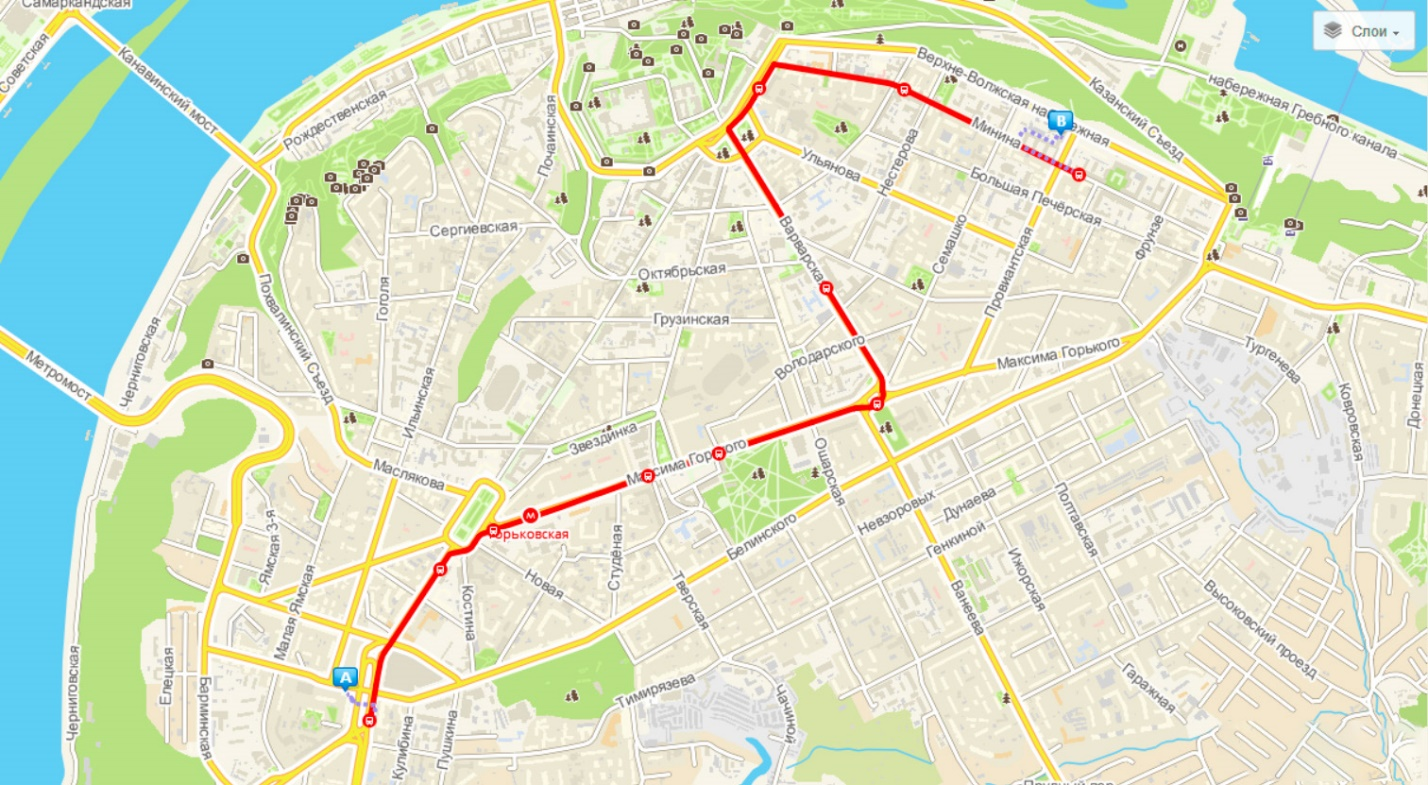 Самаркандская
Советская
Канавинский мост
Слои
Рождественская
Почаинская
Верхне-Волжская набережная
Казанский Съезд
набережная Гребного канала
B
Минина
Ульянова
Нестерова
Большая Печёрская
Семашко
Провиантская
Фрунзе
Варварская
Сергиевская
Октябрьская
Гоголя
Похвалинский Съезд
Грузинская
Володарского
Максима Горького
Тургенева
Ковровская
Донецкая
Черниговская
Метромост
Ильинская
Звездинка
Максима Горького
Ошарская
Маслякова
Горьковская
М
Белинского
Невзоровых
Дунаева
Генкиной
Полтавская
Ижорская
Ванеева
Высоковский проезд
Гаражная
Ямская 3-я
Малая Ямская
Студёная
Новая
Костина
Тверская
A
Черниговская
Елецкая
Барминская
Кулибина
Пушкина
Тимирязева
Чачиной